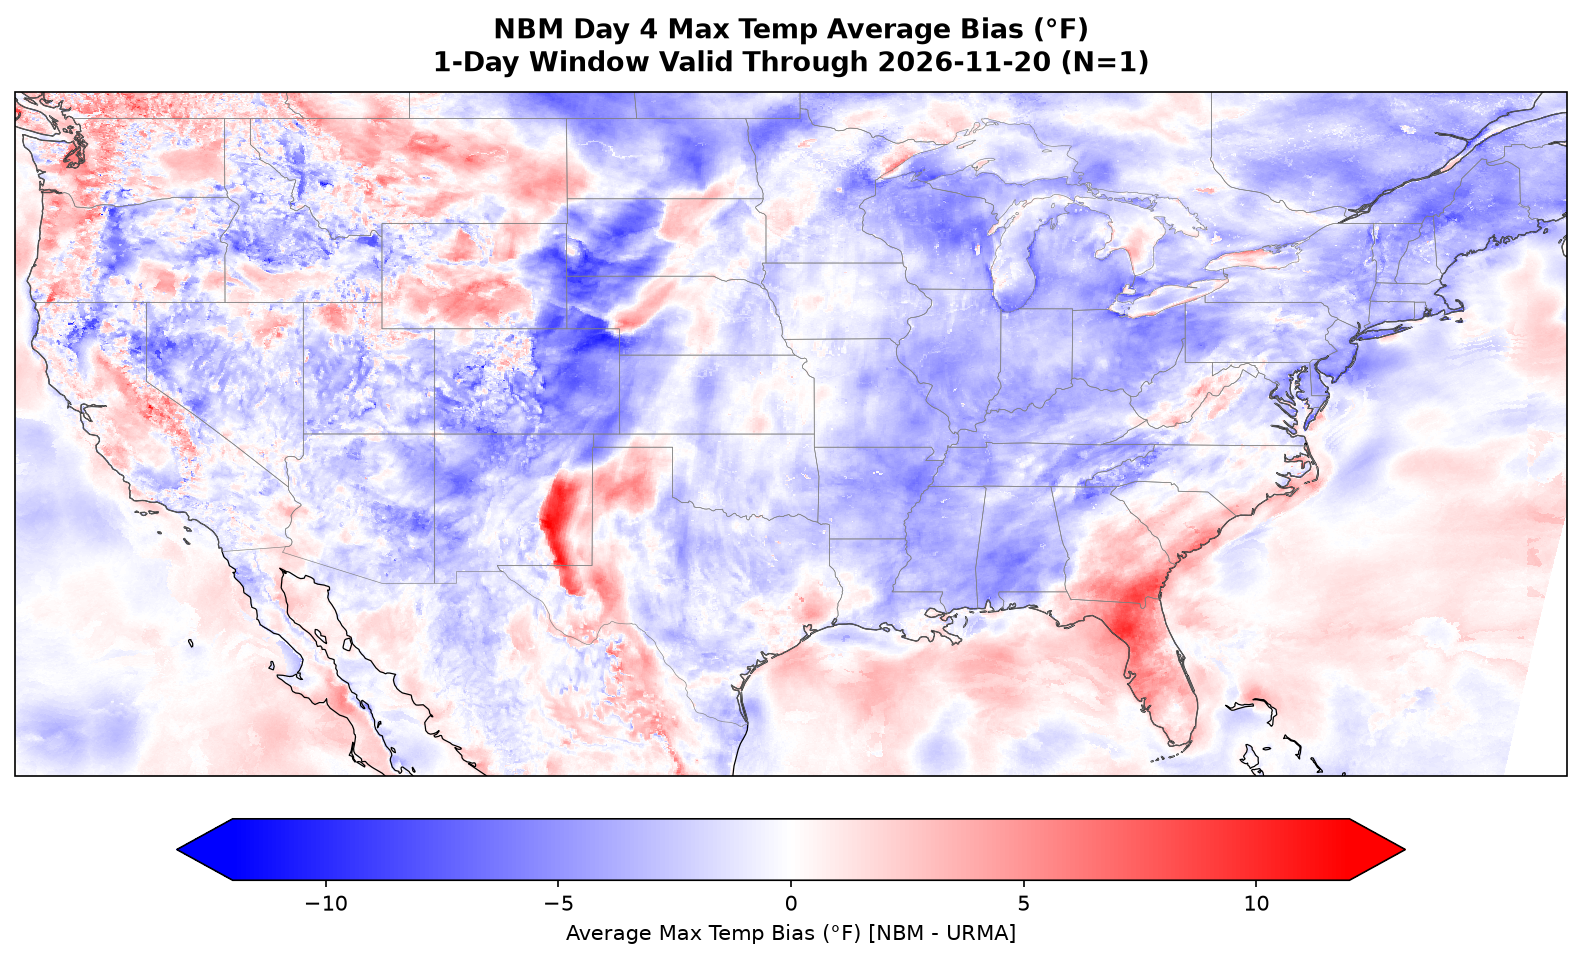 NBM Day 4 Max Temp Average Bias (°F)
1-Day Window Valid Through 2026-11-20 (N=1)
−10 −5 0 5 10
Average Max Temp Bias (°F) [NBM - URMA]